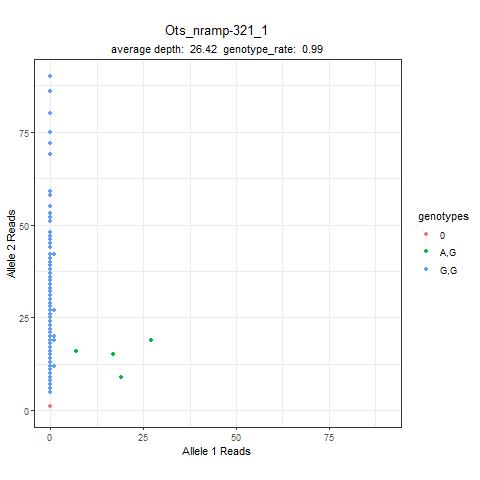 Ots_nramp-321_1
average depth:  26.42  genotype_rate:  0.99
Allele 2 Reads
75
50
25
0
0
25
50
75
Allele 1 Reads
genotypes
0
A,G
G,G